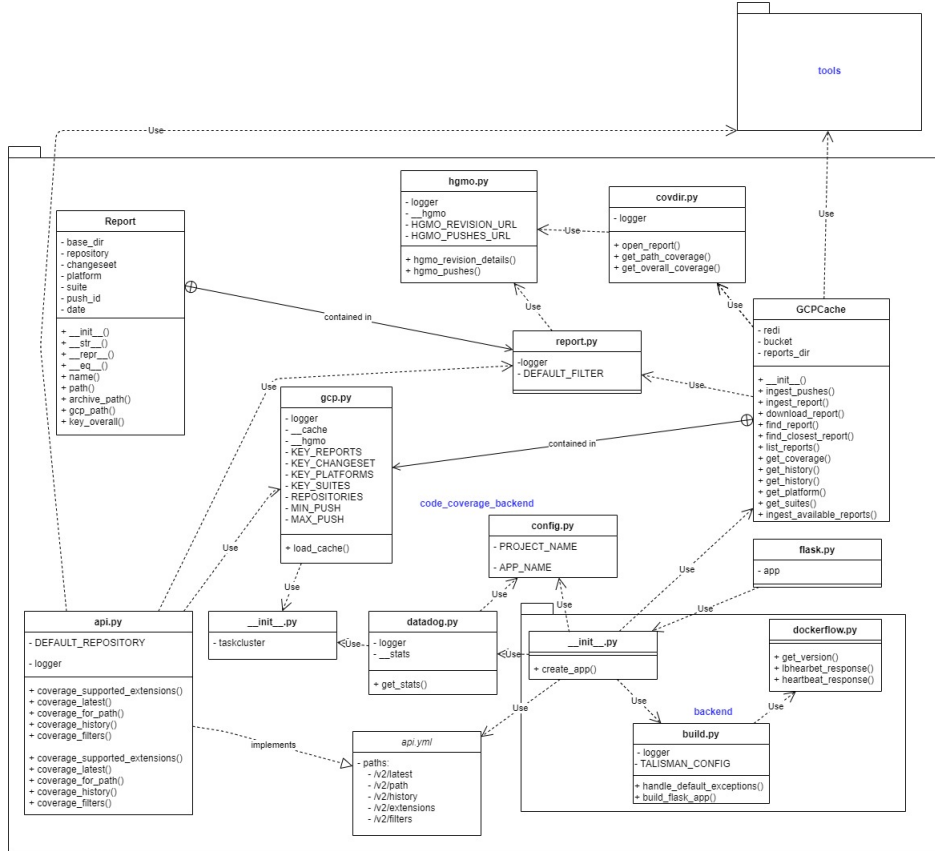 tools
Use
hgmo.py
- logger
- __hgmo
- HGMO_REVISION_URL
- HGMO_PUSHES_URL
+ hgmo_revision_details()
+ hgmo_pushes()
covdir.py
- logger
+ open_report()
+ get_path_coverage()
+ get_overall_coverage()
Use
Use
Report
- base_dir
- repository
- changeseet
- platform
- suite
- push_id
- date
+ __init__()
+ __str__()
+ __repr__()
+ __eq__()
+ name()
+ path()
+ archive_path()
+ gcp_path()
+ key_overall()
contained in
Use
Use
GCPCache
- redi
- bucket
- reports_dir
+ __init__()
+ ingest_pushes()
+ ingest_report()
+ download_report()
+ find_report()
+ find_closest_report()
+ list_reports()
+ get_coverage()
+ get_history()
+ get_history()
+ get_platform()
+ get_suites()
+ ingest_available_reports()
report.py
-logger
- DEFAULT_FILTER
Use
Use
gcp.py
- logger
- __cache
- __hgmo
- KEY_REPORTS
- KEY_CHANGESET
- KEY_PLATFORMS
- KEY_SUITES
- REPOSITORIES
- MIN_PUSH
- MAX_PUSH
+ load_cache()
contained in
code_coverage_backend
config.py
- PROJECT_NAME
- APP_NAME
flask.py
- app
Use
Use
Use
Use
Use
Use
api.py
- DEFAULT_REPOSITORY
- logger
+ coverage_supported_extensions()
+ coverage_latest()
+ coverage_for_path()
+ coverage_history()
+ coverage_filters()
+ coverage_supported_extensions()
+ coverage_latest()
+ coverage_for_path()
+ coverage_history()
+ coverage_filters()
__init__.py
- taskcluster
Use
datadog.py
- logger
- __stats
+ get_stats()
Use
__init__.py
+ create_app()
dockerflow.py
+ get_version()
+ lbhearbet_response()
+ heartbeat_response()
Use
Use
Use
backend
implements
api.yml
- paths:
- /v2/latest
- /v2/path
- /v2/history
- /v2/extensions
- /v2/filters
build.py
- logger
- TALISMAN_CONFIG
+ handle_default_exceptions()
+ build_flask_app()